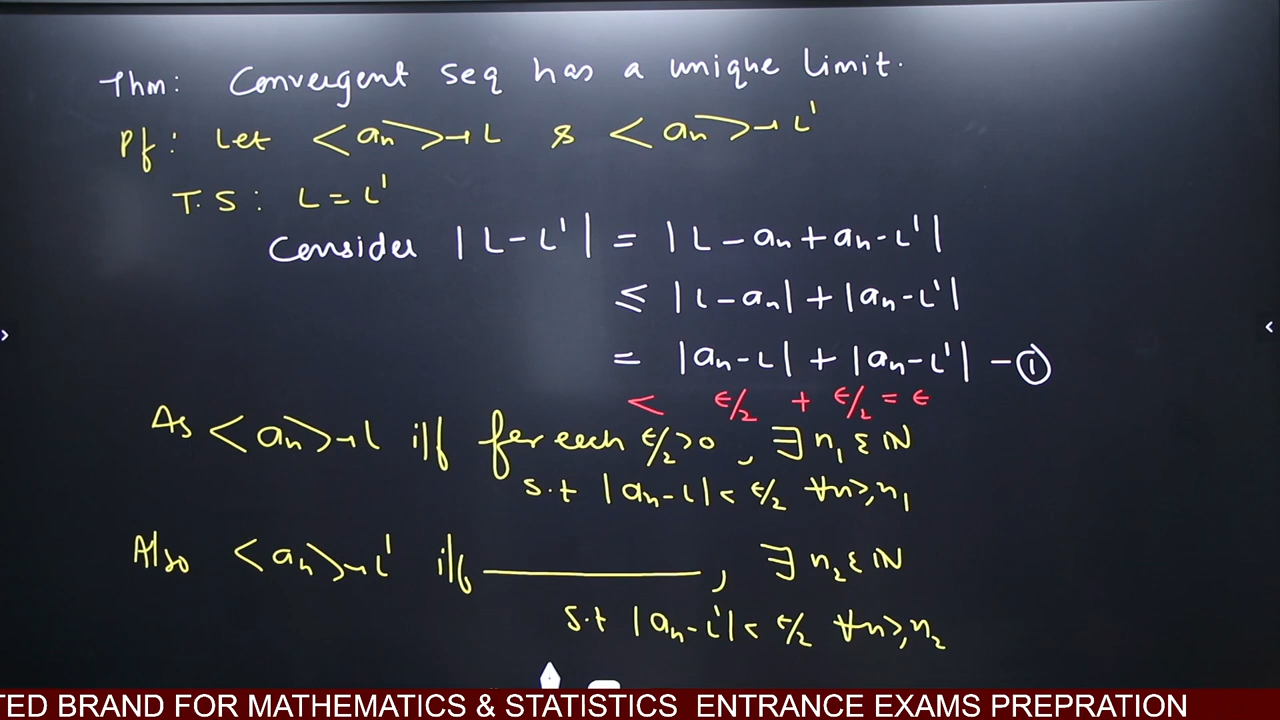 Thm: Convergent seq has a unique limit.
Pf: Let <an>→L & <an>→L'
T.S: L=L'
Consider |L-L'| = |L-an+an-L'|
≤ |L-an|+|an-L'|
= |an-L|+|an-L'| -①
< ϵ/2 + ϵ/2 = ϵ
As <an>→L iff for each ϵ/2>0, ∃ n1 ∈ ℕ
s.t |an-L|< ϵ/2 ∀n≥n1
Also <an>→L' iff ————, ∃ n2 ∈ ℕ
s.t |an-L'|< ϵ/2 ∀n≥n2
TED BRAND FOR MATHEMATICS & STATISTICS ENTRANCE EXAMS PREPRATION